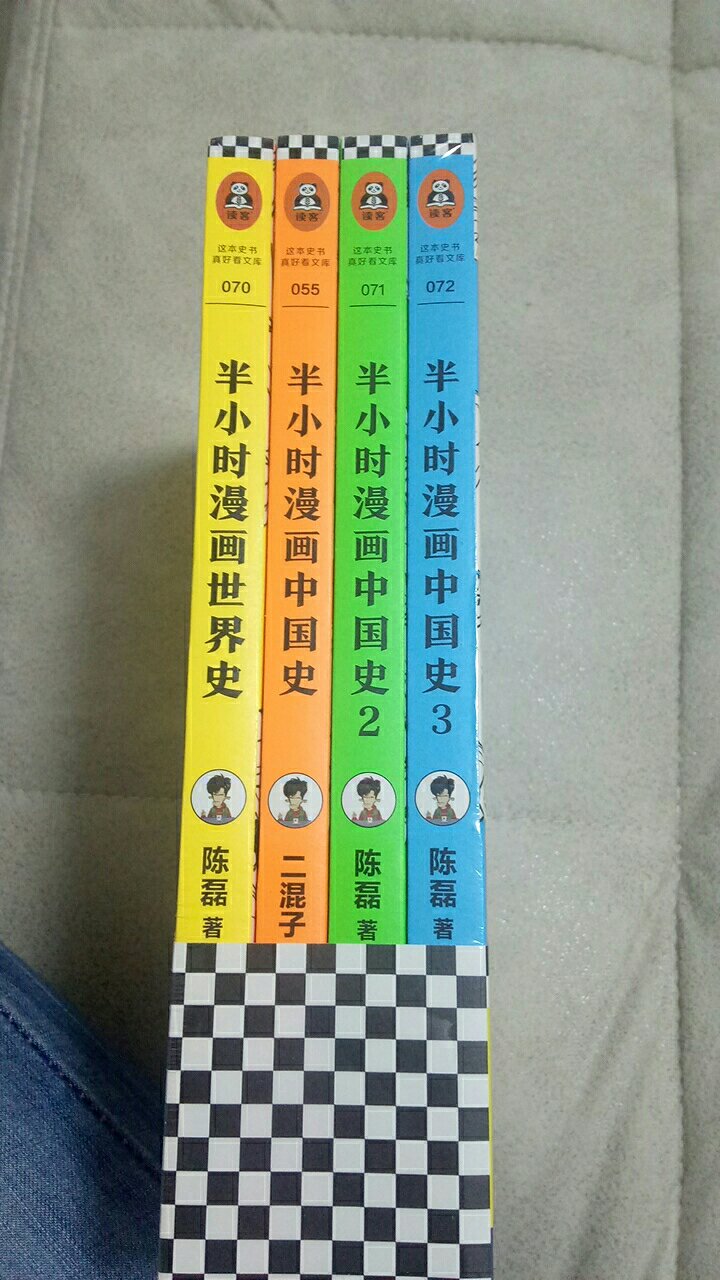 读客
这本史书
真好看文库
070
半小时漫画世界史
陈磊 著
读客
这本史书
真好看文库
055
半小时漫画中国史
二混子
读客
这本史书
真好看文库
071
半小时漫画中国史2
陈磊 著
读客
这本史书
真好看文库
072
半小时漫画中国史3
陈磊 著